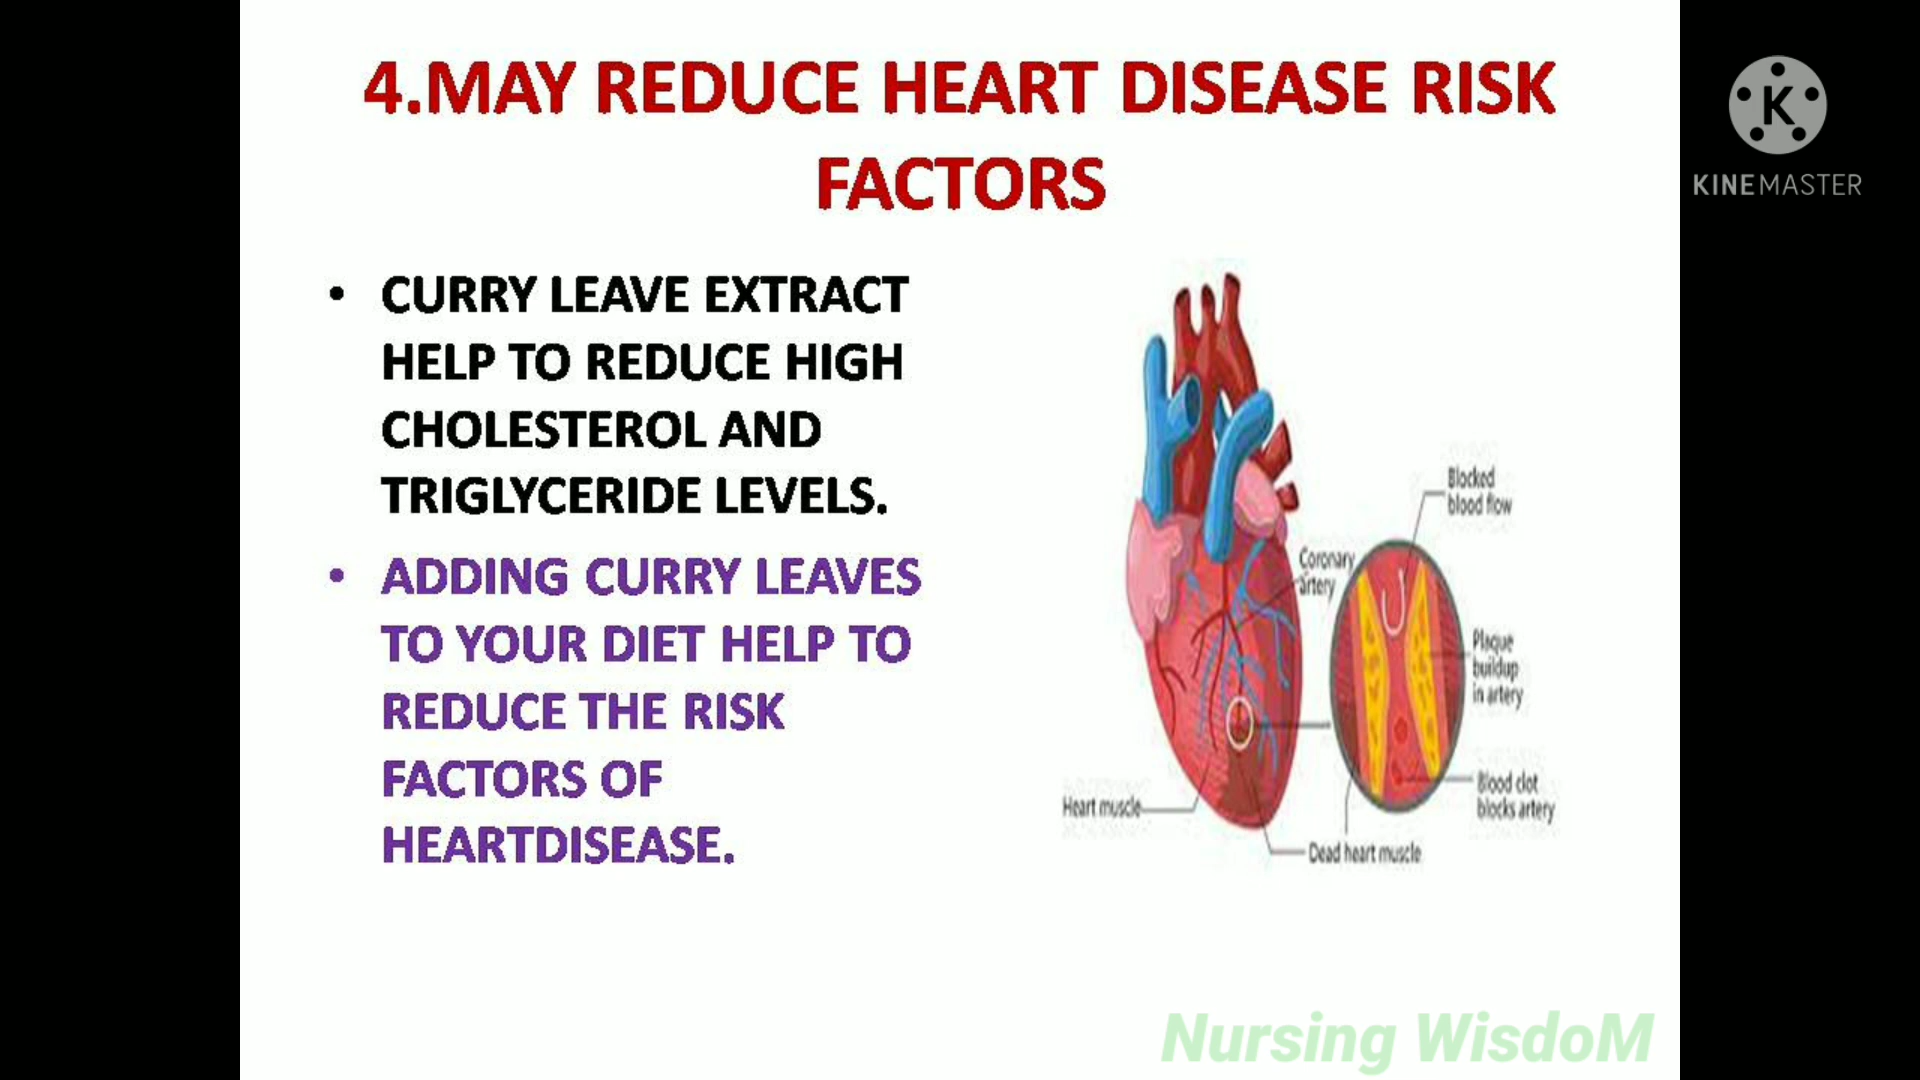 4.MAY REDUCE HEART DISEASE RISK
FACTORS
• CURRY LEAVE EXTRACT
HELP TO REDUCE HIGH
CHOLESTEROL AND
TRIGLYCERIDE LEVELS.
• ADDING CURRY LEAVES
TO YOUR DIET HELP TO
REDUCE THE RISK
FACTORS OF
HEARTDISEASE.
Blocked
blood flow
Coronary
artery
Plaque
buildup
in artery
Blood clot
blocks artery
Heart muscle
Dead heart muscle
K
KINEMASTER
Nursing WisdoM